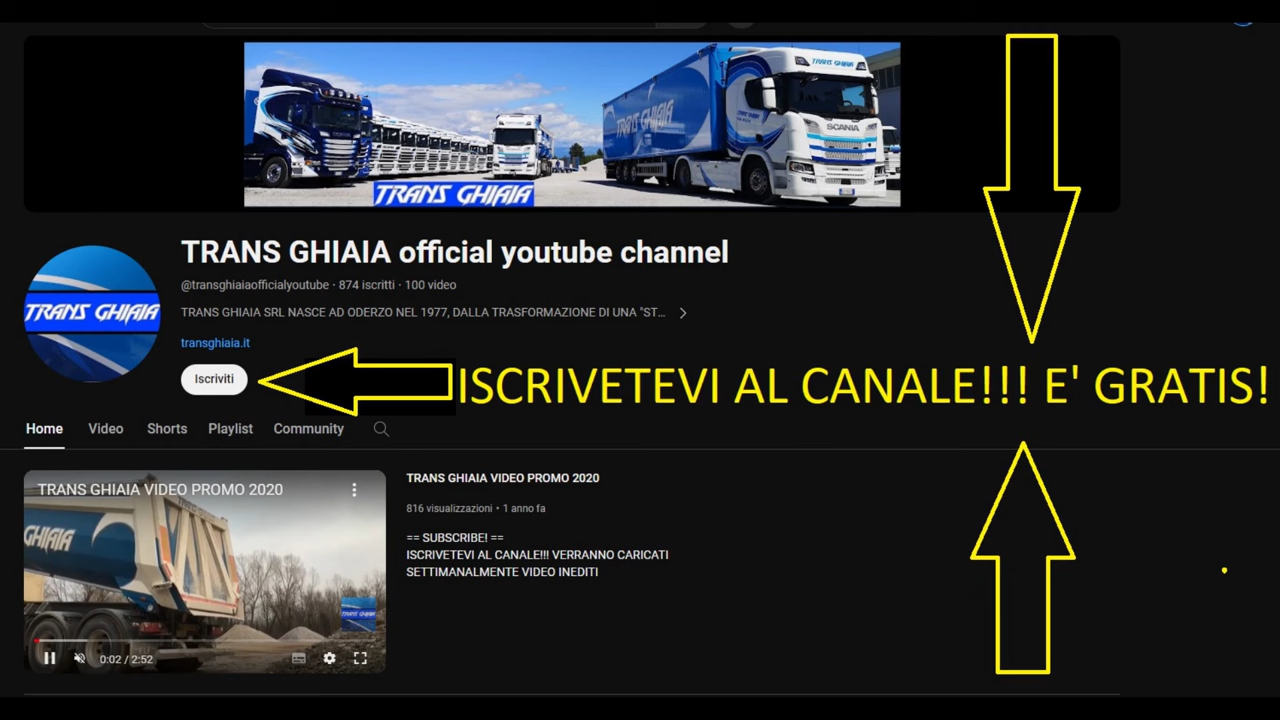 TRANS GHIAIA
TRANS GHIAIA
SCANIA
TRANS GHIAIA
TRANS GHIAIA official youtube channel
@transghiaiaofficialyoutube · 874 iscritti · 100 video
TRANS GHIAIA
TRANS GHIAIA SRL NASCE AD ODERZO NEL 1977, DALLA TRASFORMAZIONE DI UNA "ST...
transghiaia.it
Iscriviti
ISCRIVETEVI AL CANALE!!! E' GRATIS!
Home Video Shorts Playlist Community
TRANS GHIAIA VIDEO PROMO 2020
GHIAIA
TRANS GHIAIA
0:02 / 2:52
TRANS GHIAIA VIDEO PROMO 2020
816 visualizzazioni • 1 anno fa
== SUBSCRIBE! ==
ISCRIVETEVI AL CANALE!!! VERRANNO CARICATI
SETTIMANALMENTE VIDEO INEDITI